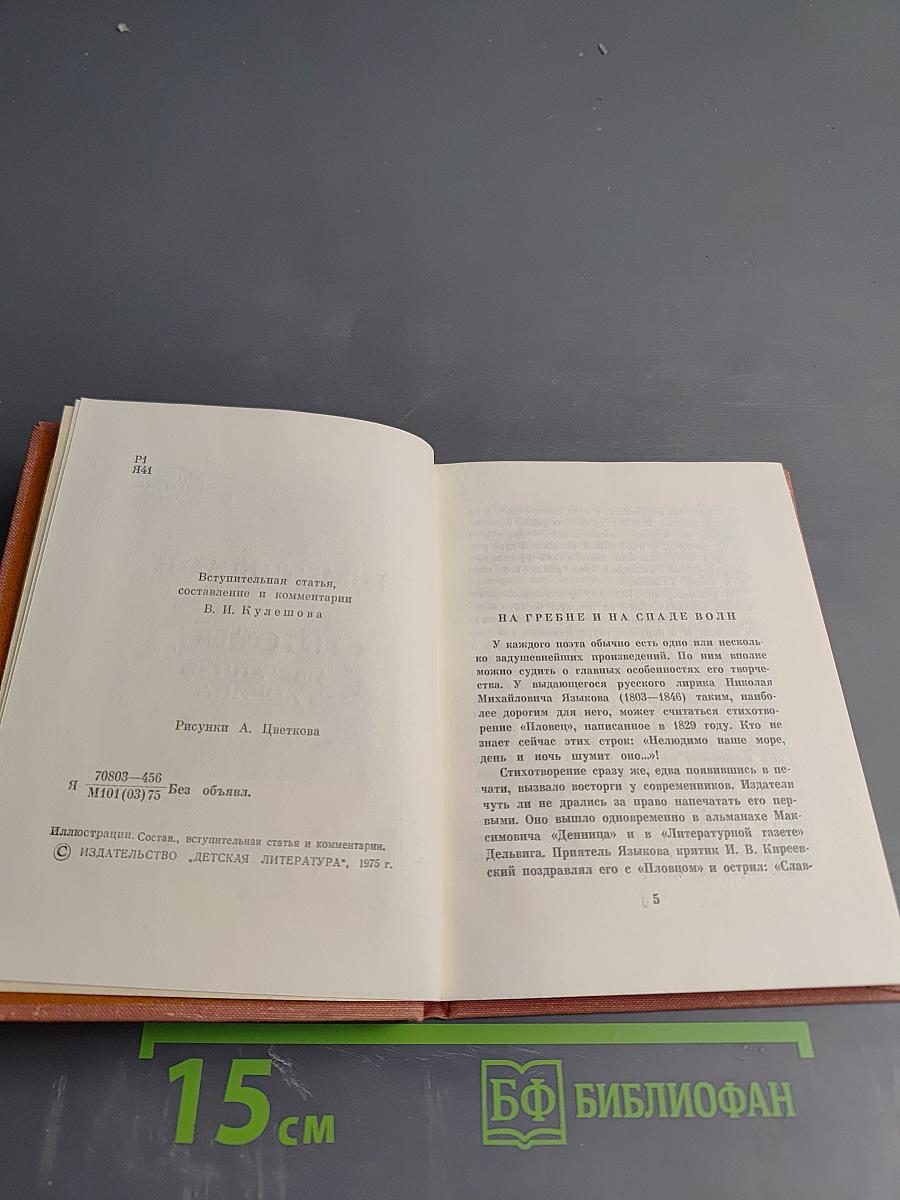 Р1
Я41
Вступительная статья,
составление и комментарии
В. И. Кулешова
Рисунки А. Цветкова
Я 70803—456 Без объявл.
М101(03)75
Иллюстрации. Состав., вступительная статья и комментарии.
© ИЗДАТЕЛЬСТВО „ДЕТСКАЯ ЛИТЕРАТУРА", 1975 г.
НА ГРЕБНЕ И НА СПАДЕ ВОЛН
У каждого поэта обычно есть одно или несколь-
ко задушевнейших произведений. По ним вполне
можно судить о главных особенностях его творче-
ства. У выдающегося русского лирика Николая
Михайловича Языкова (1803—1846) таким, наибо-
лее дорогим для него, может считаться стихотво-
рение «Пловец», написанное в 1829 году. Кто не
знает сейчас этих строк: «Нелюдимо наше море,
день и ночь шумит оно...»!
Стихотворение сразу же, едва появившись в пе-
чати, вызвало восторги у современников. Издатели
чуть ли не дрались за право напечатать его пер-
выми. Оно вышло одновременно в альманахе Мак-
симовича «Денница» и в «Литературной газете»
Дельвига. Приятель Языкова критик И. В. Киреев-
ский поздравлял его с «Пловцом» и острил: «Слав-
5
15 см
БФ БИБЛИОФАН